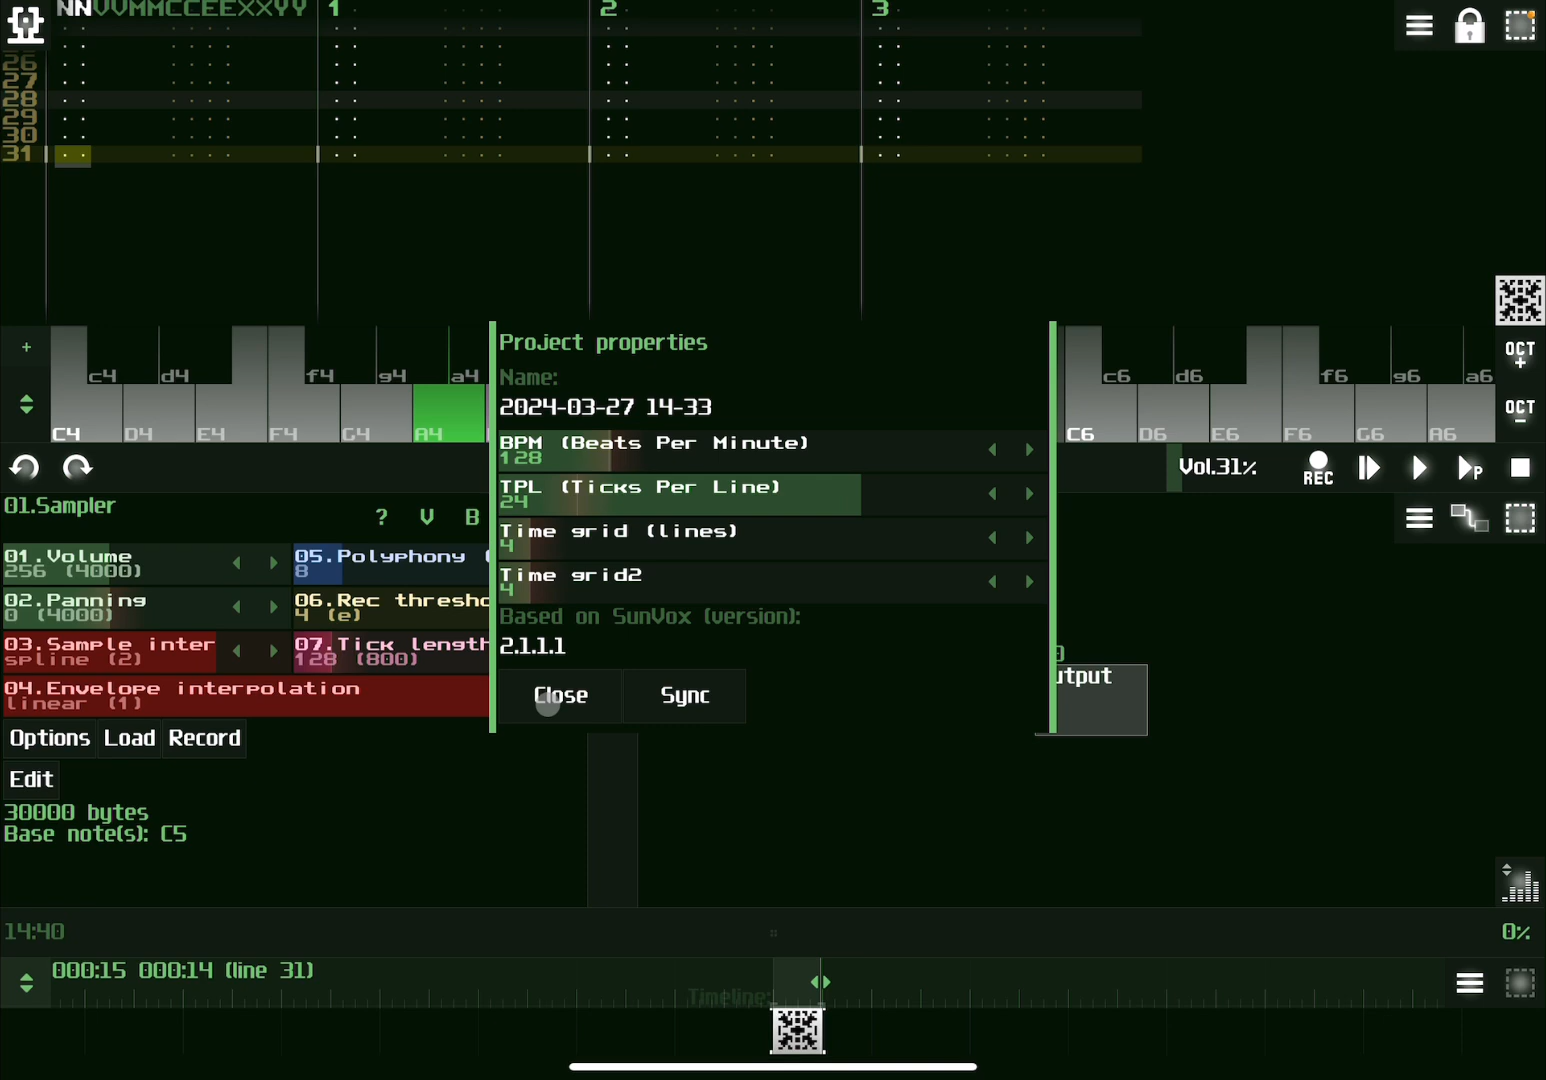 NNVVMMCCEEXXYY 1 2 3
26
27
28
29
30
31
c4 d4 f4 g4 a4
C4 D4 E4 F4 G4 A4
Project properties
Name:
2024-03-27 14-33
BPM (Beats Per Minute)
128
TPL (Ticks Per Line)
24
Time grid (lines)
4
Time grid2
4
Based on SunVox (version):
2.1.1.1
Close Sync
c6 d6 f6 g6 a6
C6 D6 E6 F6 G6 A6
OCT
+
OCT
-
Vol.31%
REC
P
01.Sampler
? V B
01.Volume
256 (4000)
02.Panning
0 (4000)
03.Sample inter
spline (2)
04.Envelope interpolation
linear (1)
05.Polyphony (
8
06.Rec thresho
4 (e)
07.Tick length
128 (800)
Options Load Record
Edit
30000 bytes
Base note(s): C5
utput
14:40
0%
000:15 000:14 (line 31)
Timeline: